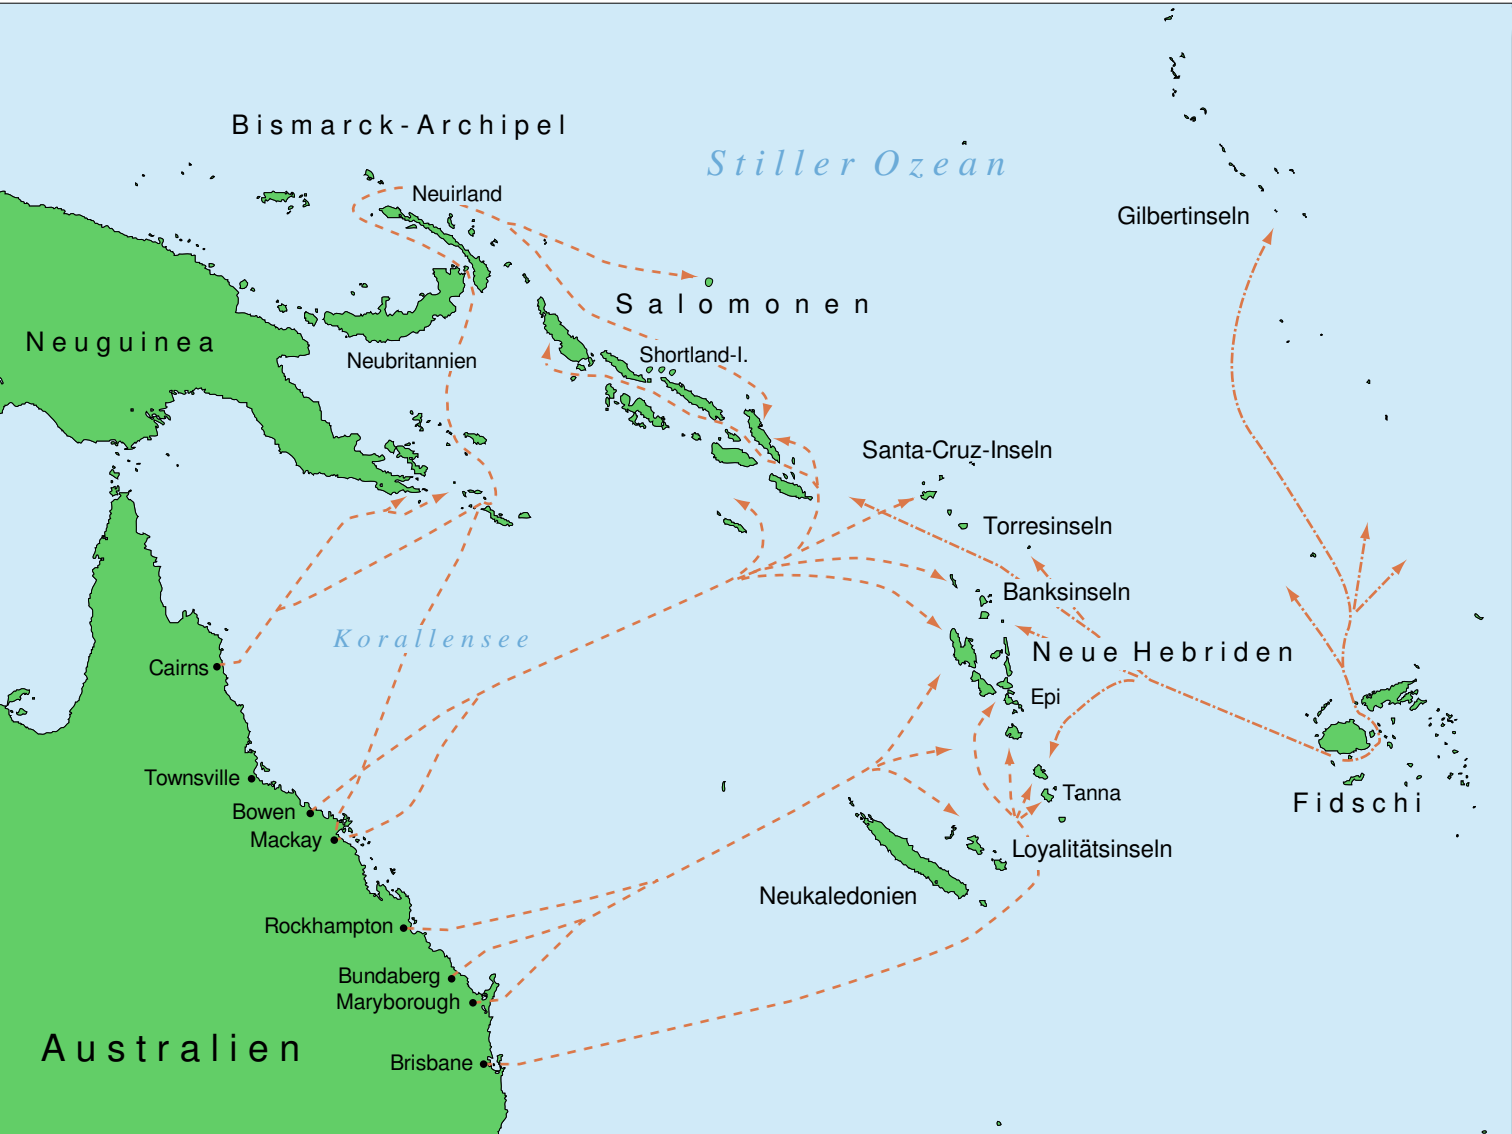 Bismarck-Archipel
Stiller Ozean
Neuirland
Gilbertinseln
Salomonen
Neuguinea
Neubritannien
Shortland-I.
Santa-Cruz-Inseln
Torresinseln
Banksinseln
Korallensee
Neue Hebriden
Cairns
Epi
Townsville
Tanna
Fidschi
Bowen
Mackay
Loyalitätsinseln
Neukaledonien
Rockhampton
Bundaberg
Maryborough
Australien
Brisbane